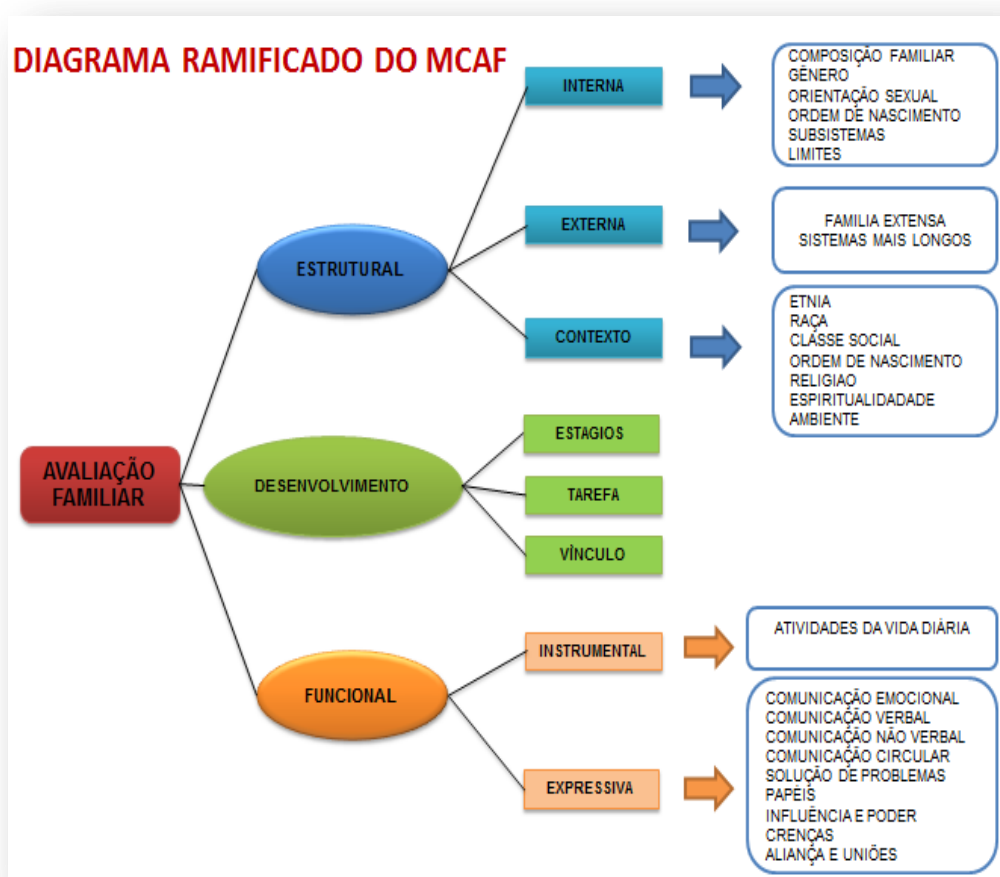 DIAGRAMA RAMIFICADO DO MCAF
AVALIAÇÃO
FAMILIAR
ESTRUTURAL
INTERNA
COMPOSIÇÃO FAMILIAR
GÊNERO
ORIENTAÇÃO SEXUAL
ORDEM DE NASCIMENTO
SUBSISTEMAS
LIMITES
EXTERNA
FAMILIA EXTENSA
SISTEMAS MAIS LONGOS
CONTEXTO
ETNIA
RAÇA
CLASSE SOCIAL
ORDEM DE NASCIMENTO
RELIGIAO
ESPIRITUALIDADADE
AMBIENTE
DESENVOLVIMENTO
ESTAGIOS
TAREFA
VÍNCULO
FUNCIONAL
INSTRUMENTAL
ATIVIDADES DA VIDA DIÁRIA
EXPRESSIVA
COMUNICAÇÃO EMOCIONAL
COMUNICAÇÃO VERBAL
COMUNICAÇÃO NÃO VERBAL
COMUNICAÇÃO CIRCULAR
SOLUÇÃO DE PROBLEMAS
PAPÉIS
INFLUÊNCIA E PODER
CRENÇAS
ALIANÇA E UNIÕES